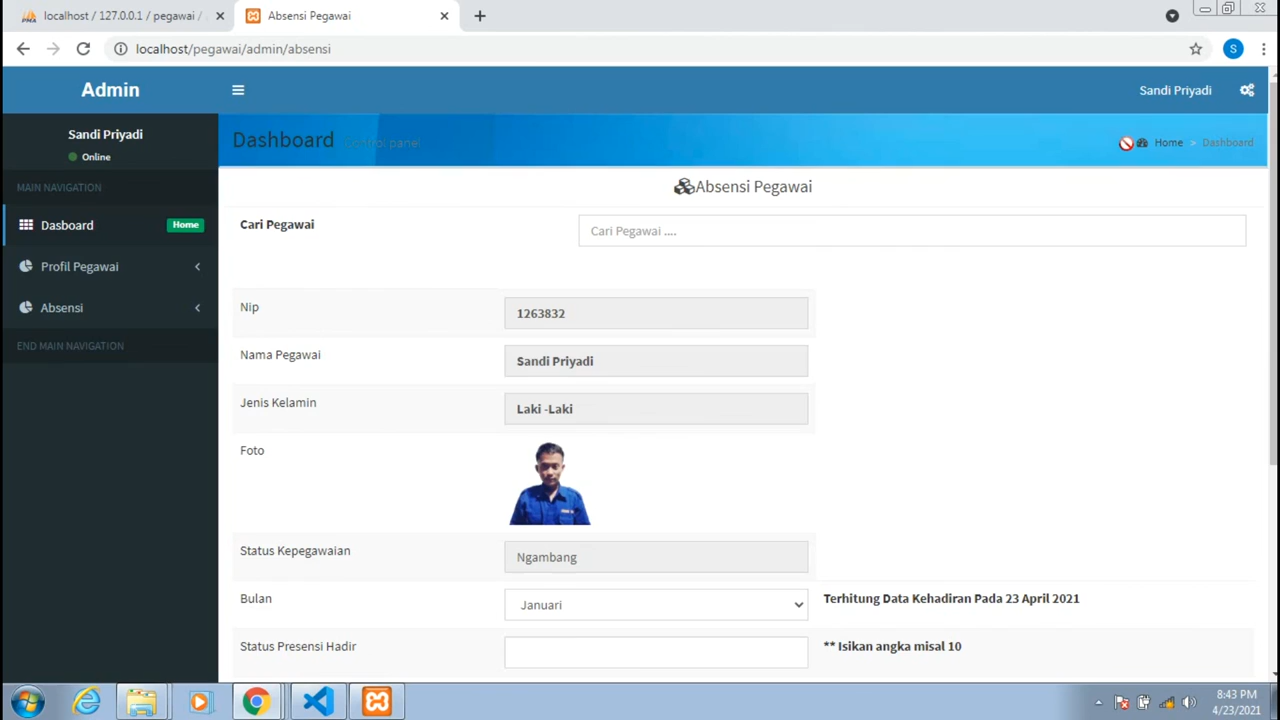 localhost / 127.0.0.1 / pegawai /
Absensi Pegawai
localhost/pegawai/admin/absensi
S
Admin
Sandi Priyadi
Sandi Priyadi
Online
Dashboard Control panel
Home > Dashboard
MAIN NAVIGATION
Dasboard Home
Profil Pegawai
Absensi
END MAIN NAVIGATION
Absensi Pegawai
Cari Pegawai
Cari Pegawai ....
Nip
1263832
Nama Pegawai
Sandi Priyadi
Jenis Kelamin
Laki -Laki
Foto
Status Kepegawaian
Ngambang
Bulan
Januari
Terhitung Data Kehadiran Pada 23 April 2021
Status Presensi Hadir
** Isikan angka misal 10
8:43 PM
4/23/2021